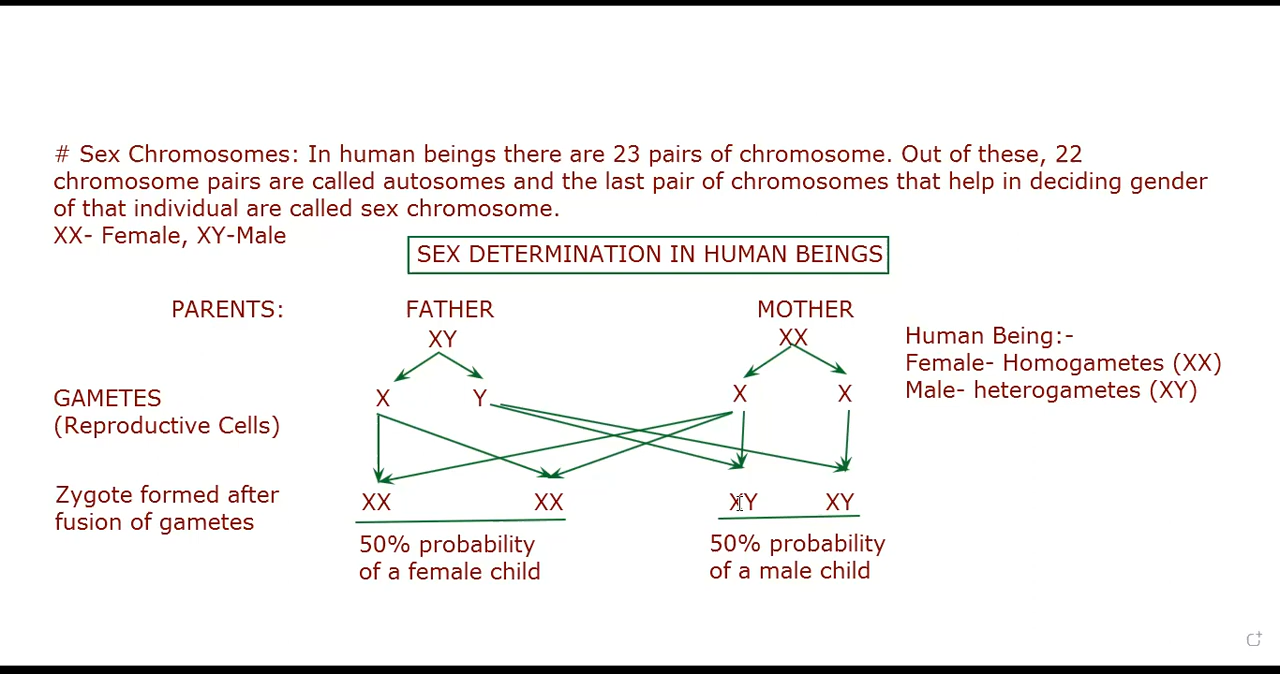 # Sex Chromosomes: In human beings there are 23 pairs of chromosome. Out of these, 22
chromosome pairs are called autosomes and the last pair of chromosomes that help in deciding gender
of that individual are called sex chromosome.
XX- Female, XY-Male
SEX DETERMINATION IN HUMAN BEINGS
PARENTS: FATHER MOTHER
XY XX
Human Being:-
Female- Homogametes (XX)
Male- heterogametes (XY)
GAMETES X Y X X
(Reproductive Cells)
Zygote formed after
fusion of gametes
XX XX XY XY
50% probability
of a female child
50% probability
of a male child